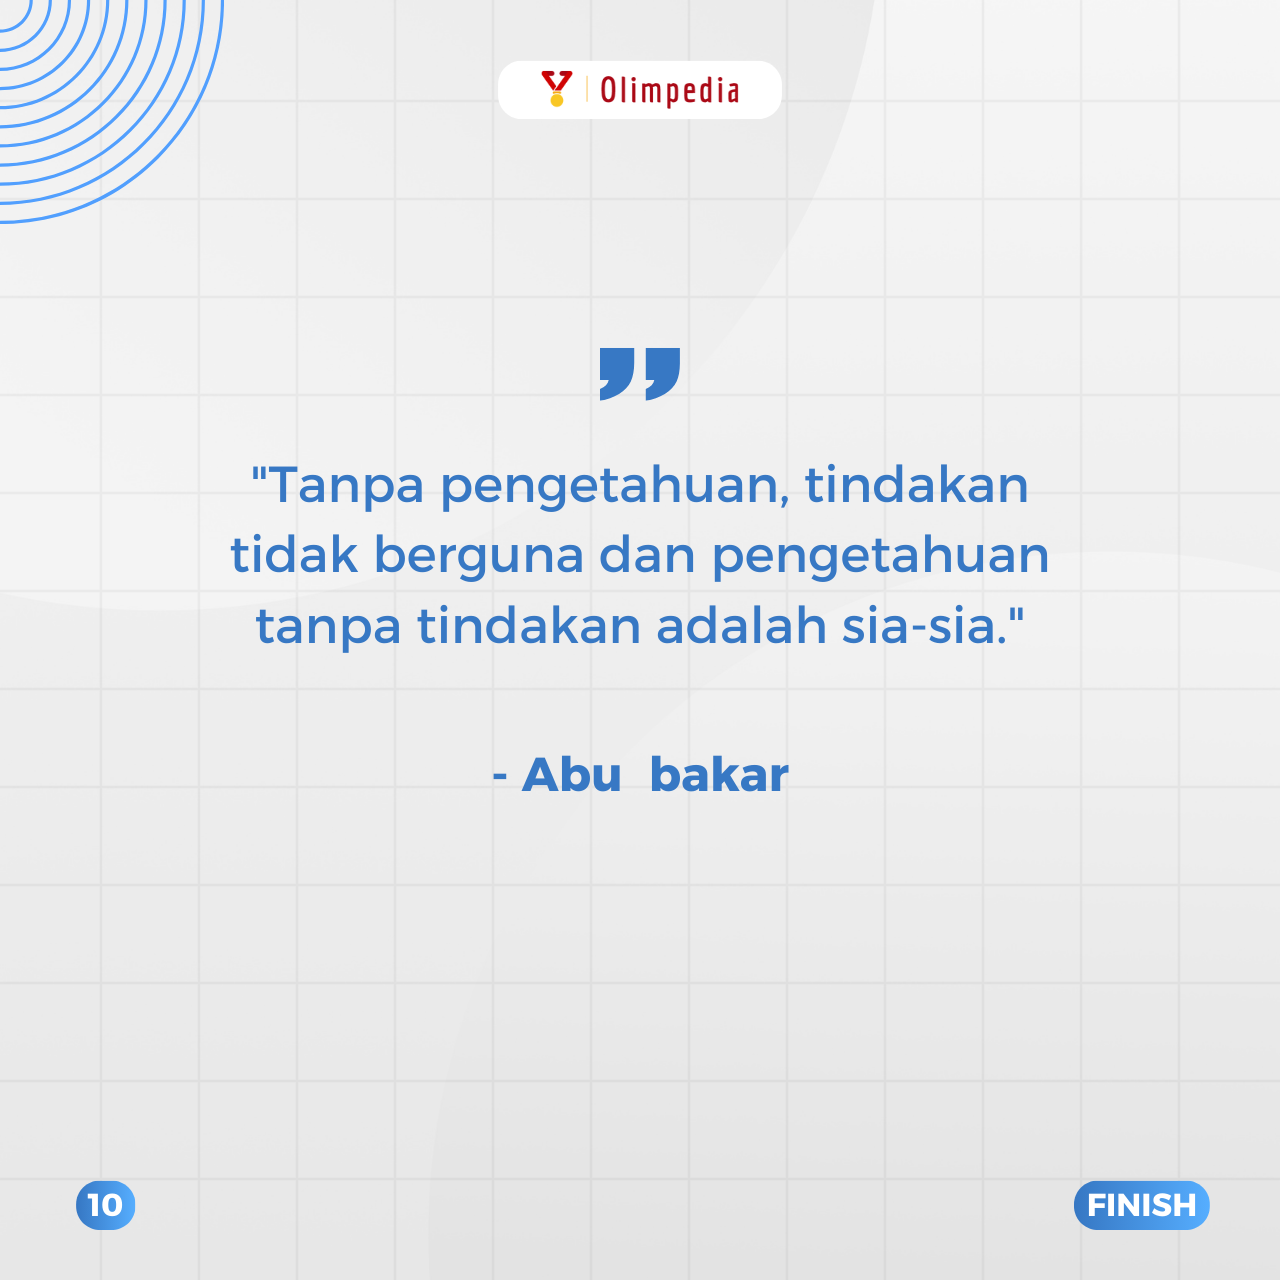 Olimpedia
"Tanpa pengetahuan, tindakan
tidak berguna dan pengetahuan
tanpa tindakan adalah sia-sia."
- Abu  bakar
10
FINISH